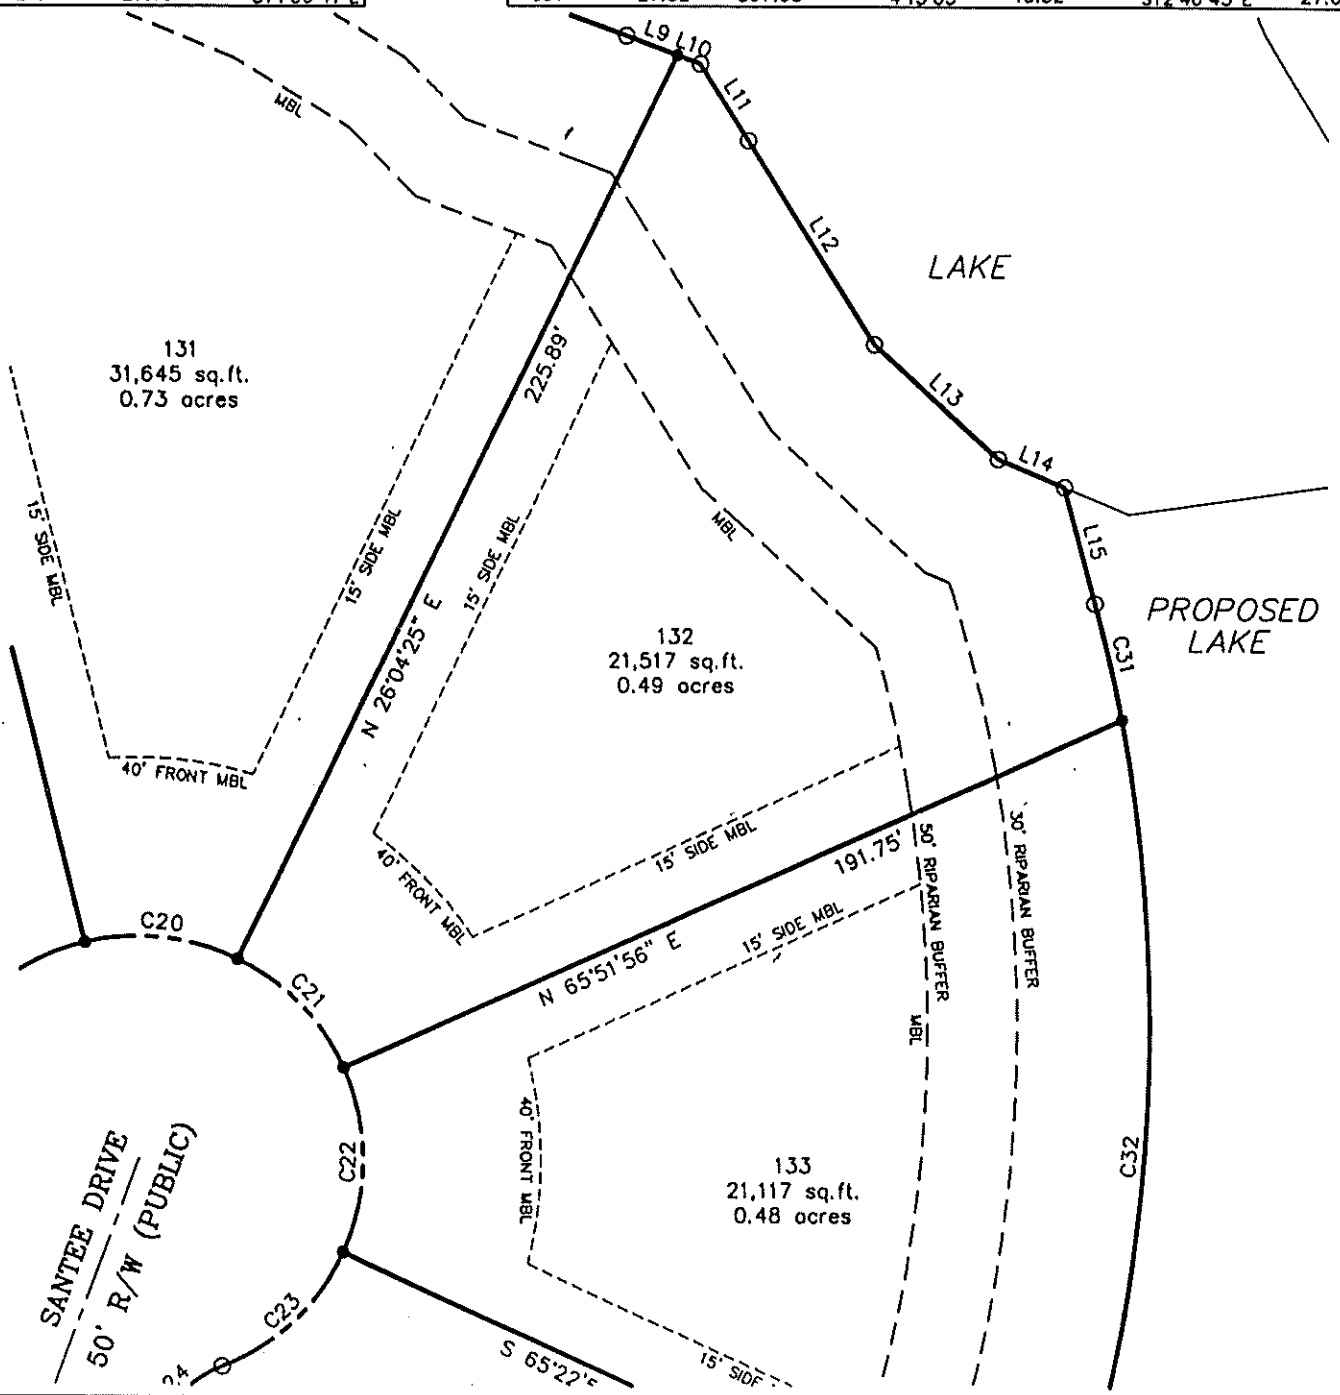 L9
L10
L11
MBL
L12
LAKE
131
31,645 sq.ft.
0.73 acres
225.89'
L13
L14
15' SIDE MBL
15' SIDE MBL
15' SIDE MBL
MBL
L15
PROPOSED
LAKE
132
21,517 sq.ft.
0.49 acres
C31
N 26°04'25" E
40' FRONT MBL
40' FRONT MBL
15' SIDE MBL
191.75'
50' RIPARIAN BUFFER
30' RIPARIAN BUFFER
C20
C21
N 65°51'56" E
15' SIDE MBL
MBL
40' FRONT MBL
C22
C32
133
21,117 sq.ft.
0.48 acres
SANTEE DRIVE
50' R/W (PUBLIC)
C23
S 65°22'
15' SIDE